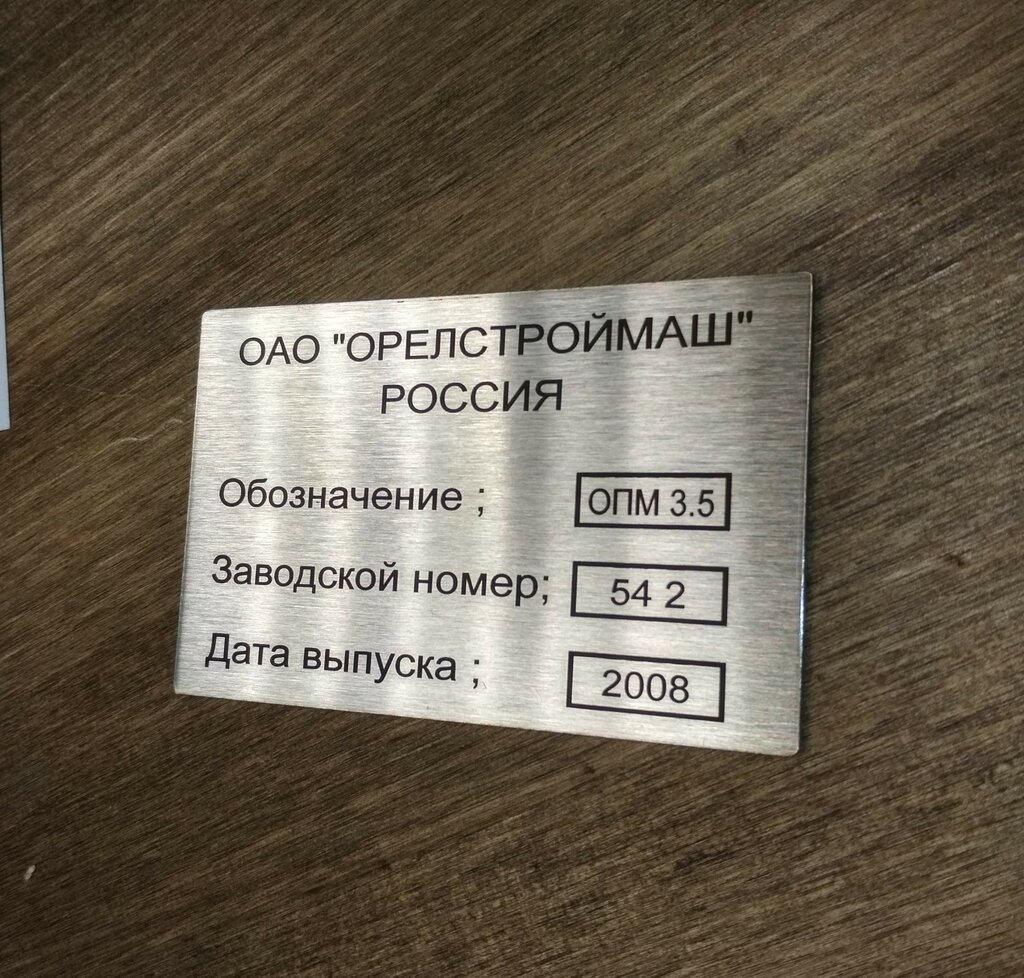 ОАО "ОРЕЛСТРОЙМАШ"
РОССИЯ
Обозначение ; ОПМ 3.5
Заводской номер; 54 2
Дата выпуска ; 2008